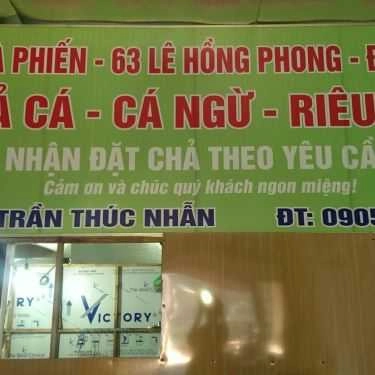 À PHIẾN - 63 LÊ HỒNG PHONG - Đ
Ả CÁ - CÁ NGỪ - RIÊU
NHẬN ĐẶT CHẢ THEO YÊU CẦ
Cảm ơn và chúc quý khách ngon miệng!
TRẦN THÚC NHẪN ĐT: 0905
VICTORY